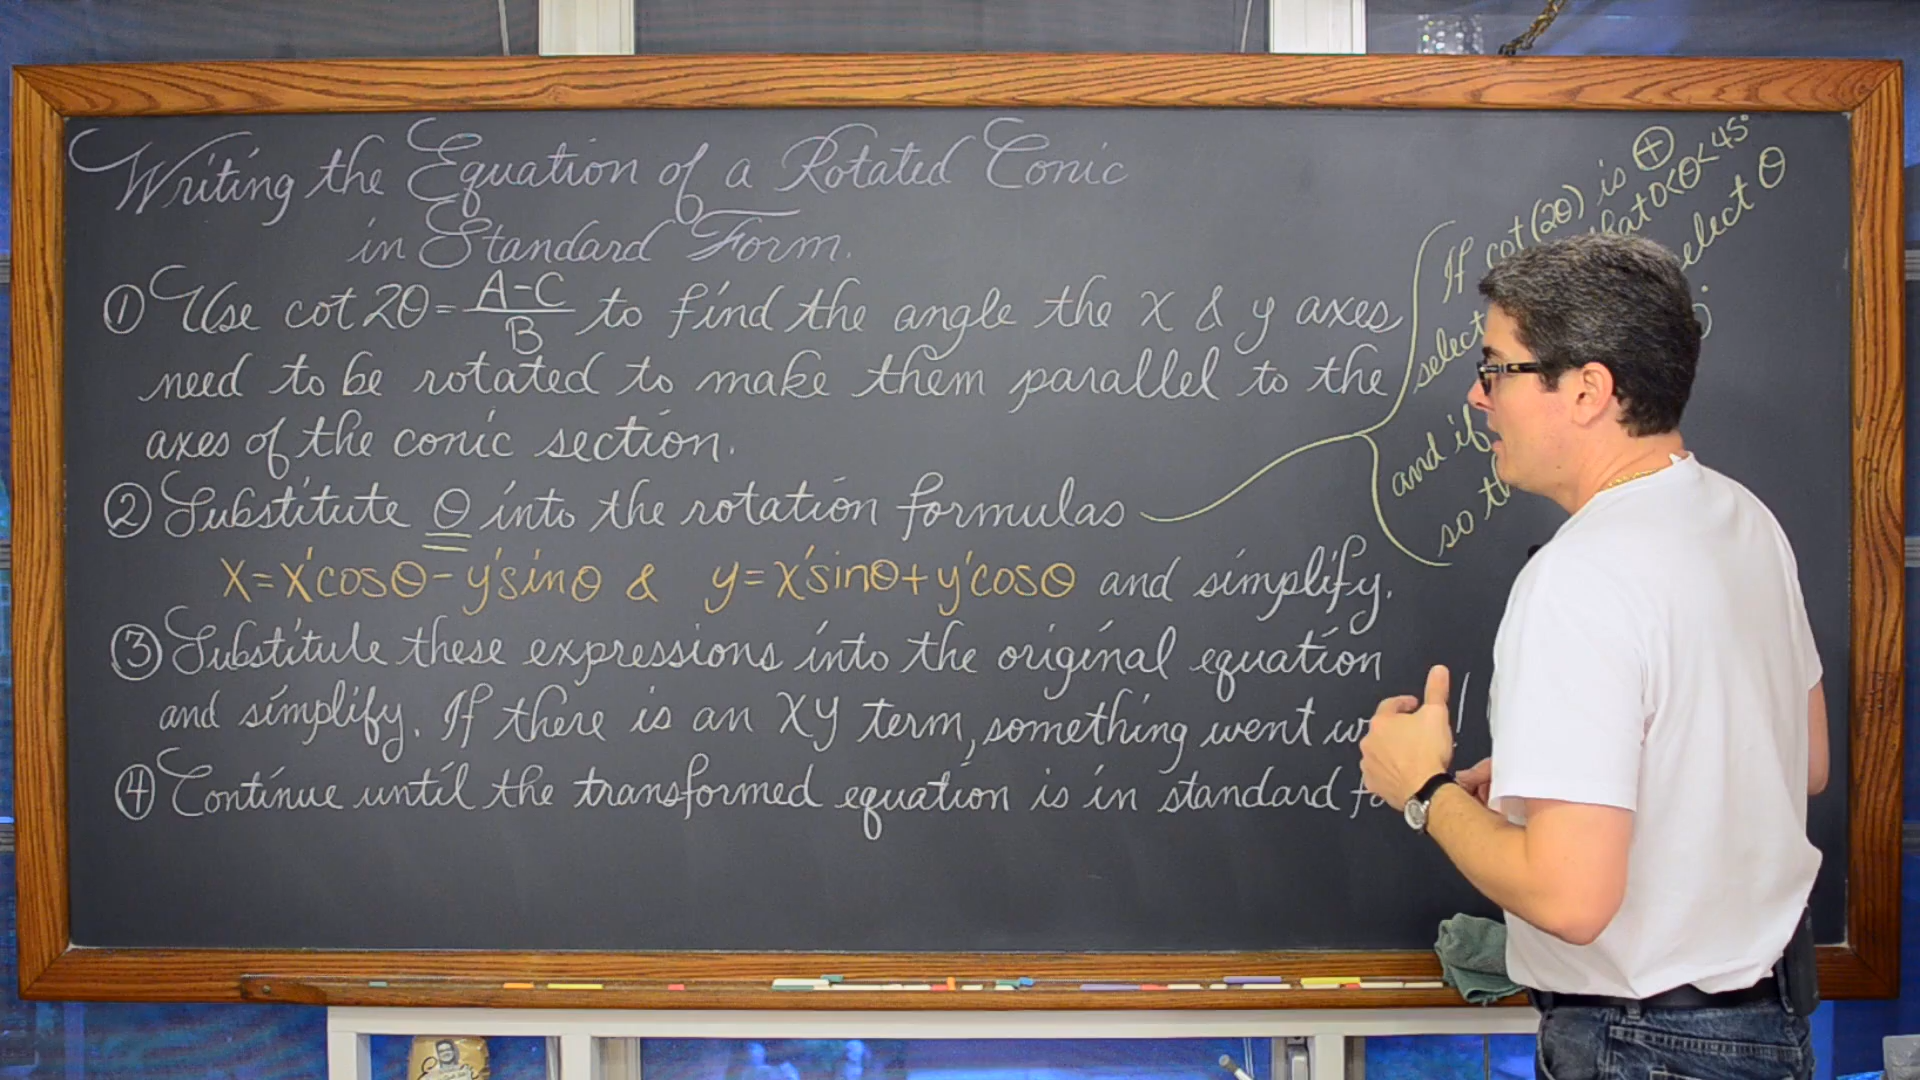 Writing the Equation of a Rotated Conic
in Standard Form.
① Use cot 2θ = A-C/B to find the angle the x & y axes
need to be rotated to make them parallel to the
axes of the conic section.
② Substitute θ into the rotation formulas
x=x'cosθ-y'sinθ & y=x'sinθ+y'cosθ and simplify.
③ Substitute these expressions into the original equation
and simplify. If there is an XY term, something went
④ Continue until the transformed equation is in standard
If cot(2θ) is ⊕
select that 0<θ<45°
and if select θ
so